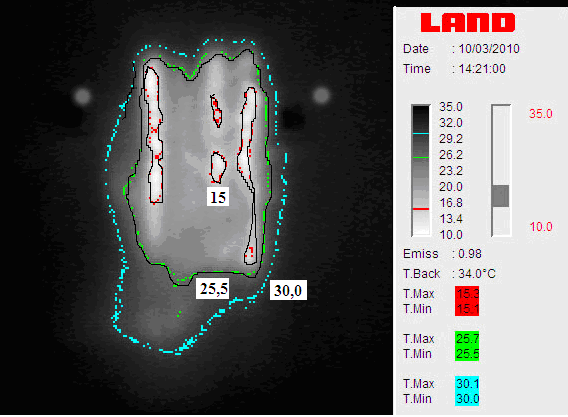 LAND
Date : 10/03/2010
Time : 14:21:00
35.0
32.0
29.2
26.2
23.2
20.0
16.8
13.4
10.0
35.0
10.0
Emiss : 0.98
T.Back : 34.0°C
T.Max 15.3
T.Min 15.1
T.Max 25.7
T.Min 25.5
T.Max 30.1
T.Min 30.0
15
25,5
30,0